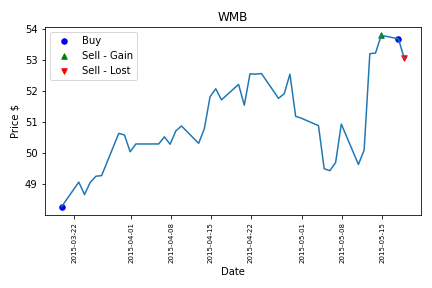 WMB
Buy
Sell - Gain
Sell - Lost
Price $
54
53
52
51
50
49
2015-03-22
2015-04-01
2015-04-08
2015-04-15
2015-04-22
2015-05-01
2015-05-08
2015-05-15
Date